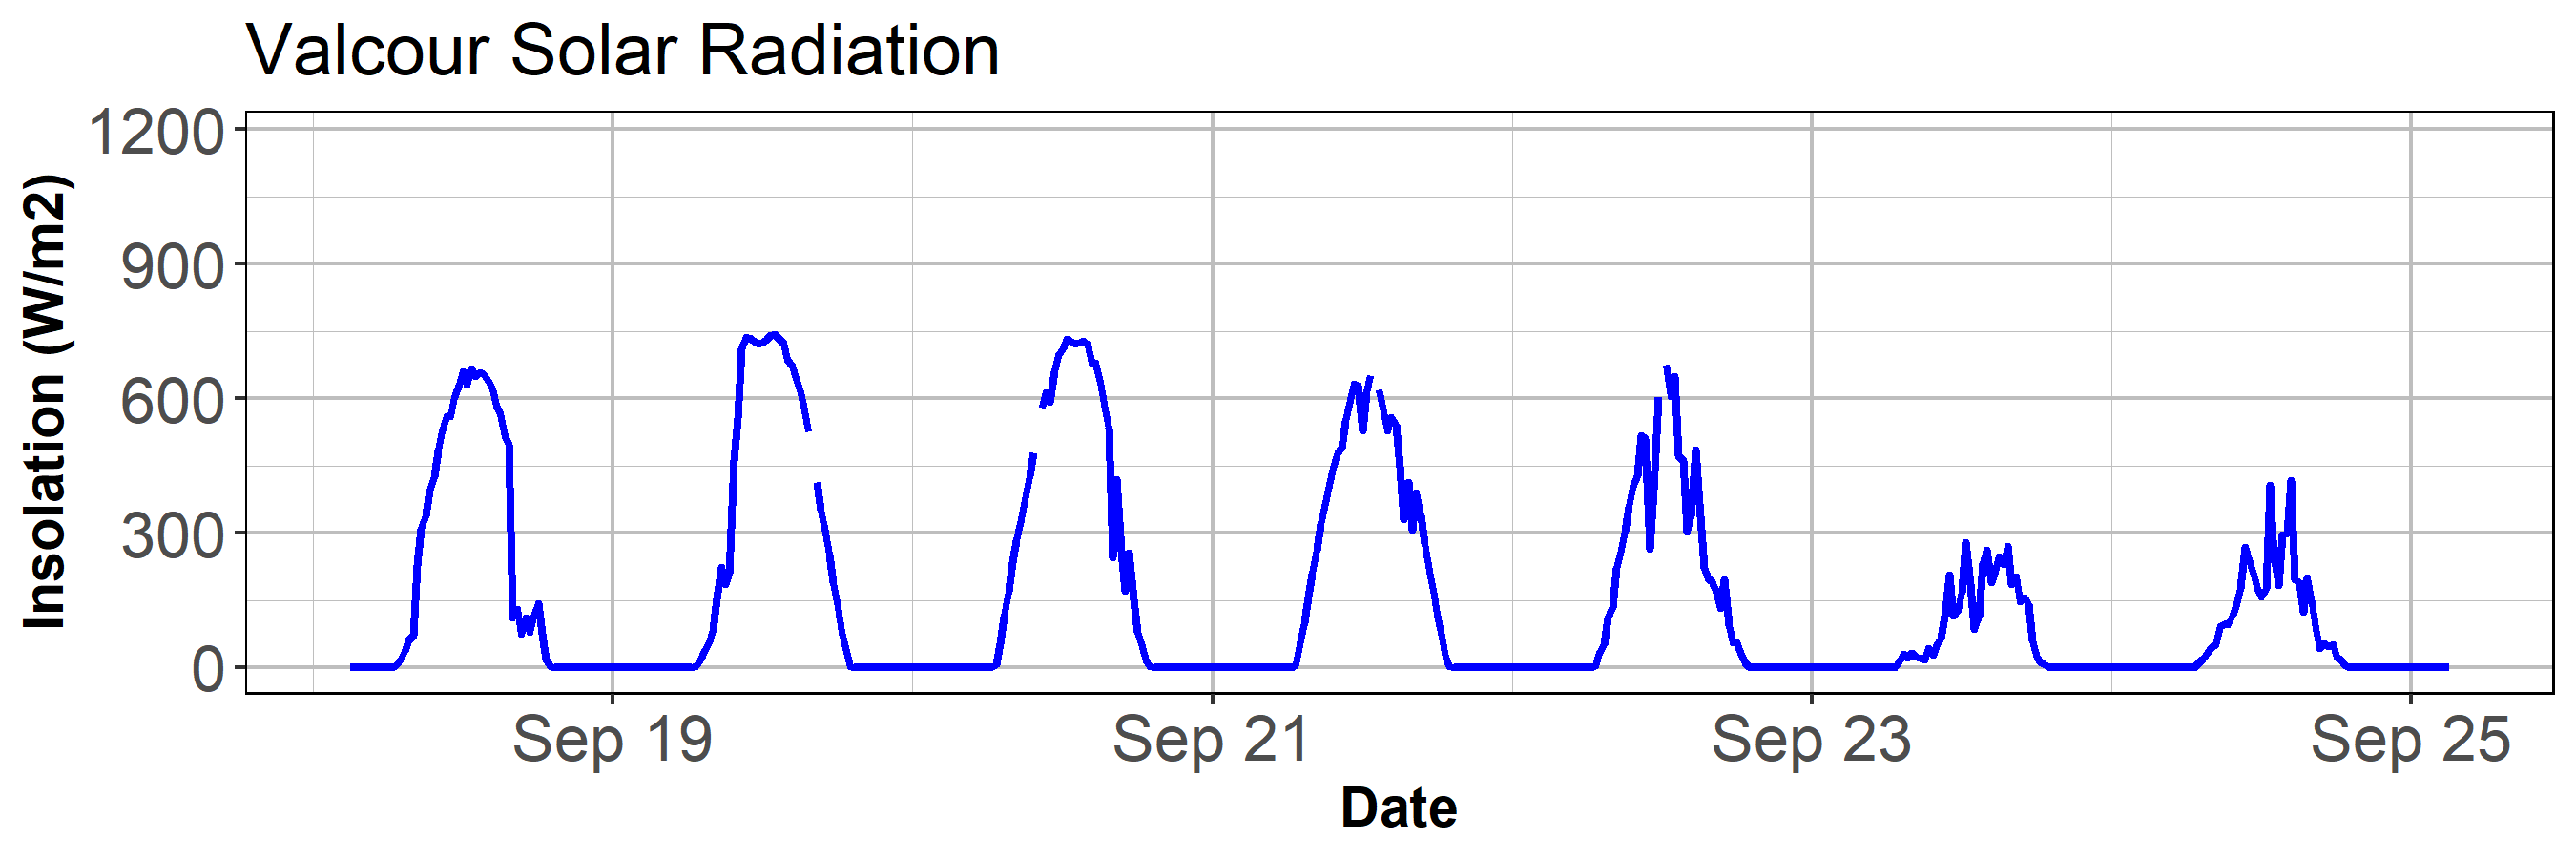 Valcour Solar Radiation
1200
900
600
300
0
Insolation (W/m2)
Sep 19
Sep 21
Sep 23
Sep 25
Date